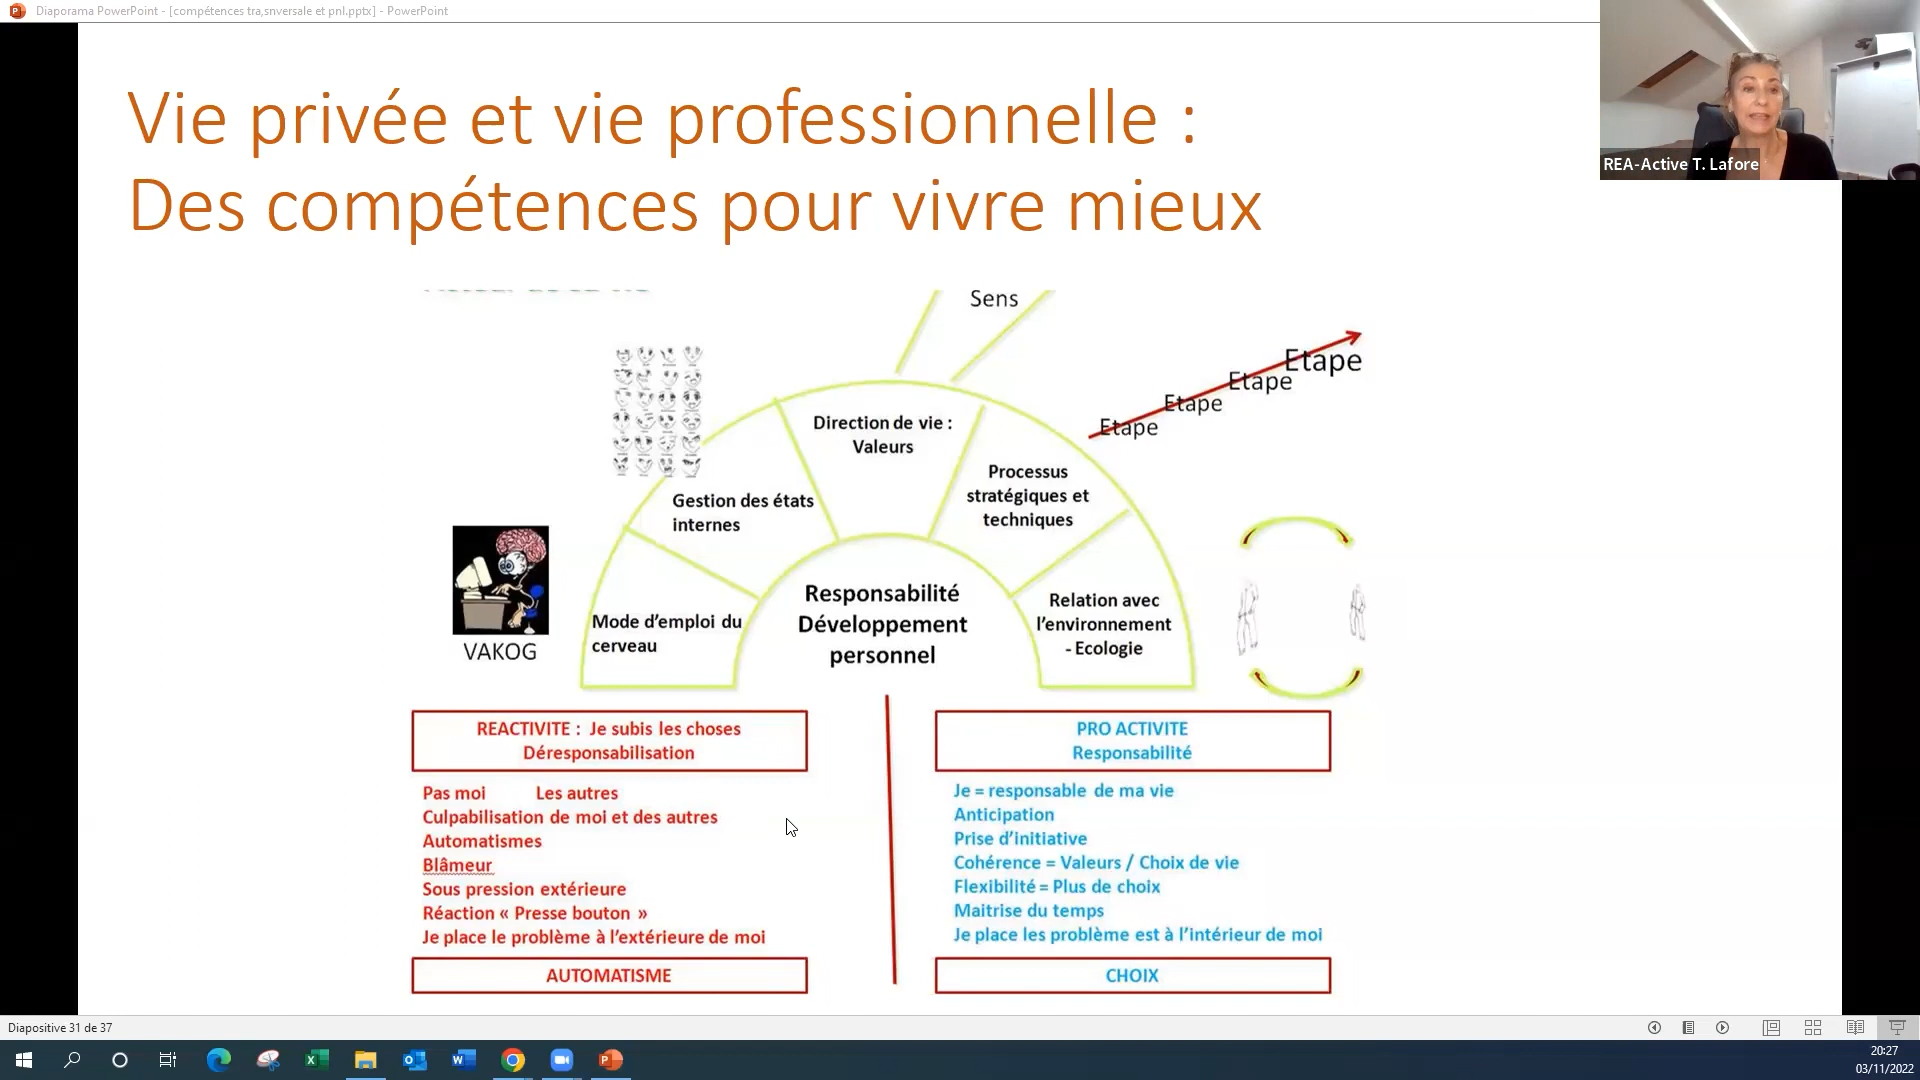 Diaporama PowerPoint - [compétences tra,snversale et pnl.pptx] - PowerPoint
REA-Active T. Lafore
Vie privée et vie professionnelle :
Des compétences pour vivre mieux
Sens
Etape
Etape
Etape
Etape
Direction de vie :
Valeurs
Processus
stratégiques et
techniques
Gestion des états
internes
Responsabilité
Développement
personnel
Relation avec
l'environnement
- Ecologie
Mode d'emploi du
cerveau
VAKOG
REACTIVITE : Je subis les choses
Déresponsabilisation
Pas moi Les autres
Culpabilisation de moi et des autres
Automatismes
Blâmeur
Sous pression extérieure
Réaction « Presse bouton »
Je place le problème à l'extérieure de moi
AUTOMATISME
PRO ACTIVITE
Responsabilité
Je = responsable de ma vie
Anticipation
Prise d'initiative
Cohérence = Valeurs / Choix de vie
Flexibilité = Plus de choix
Maitrise du temps
Je place les problème est à l'intérieur de moi
CHOIX
Diapositive 31 de 37
20:27
03/11/2022